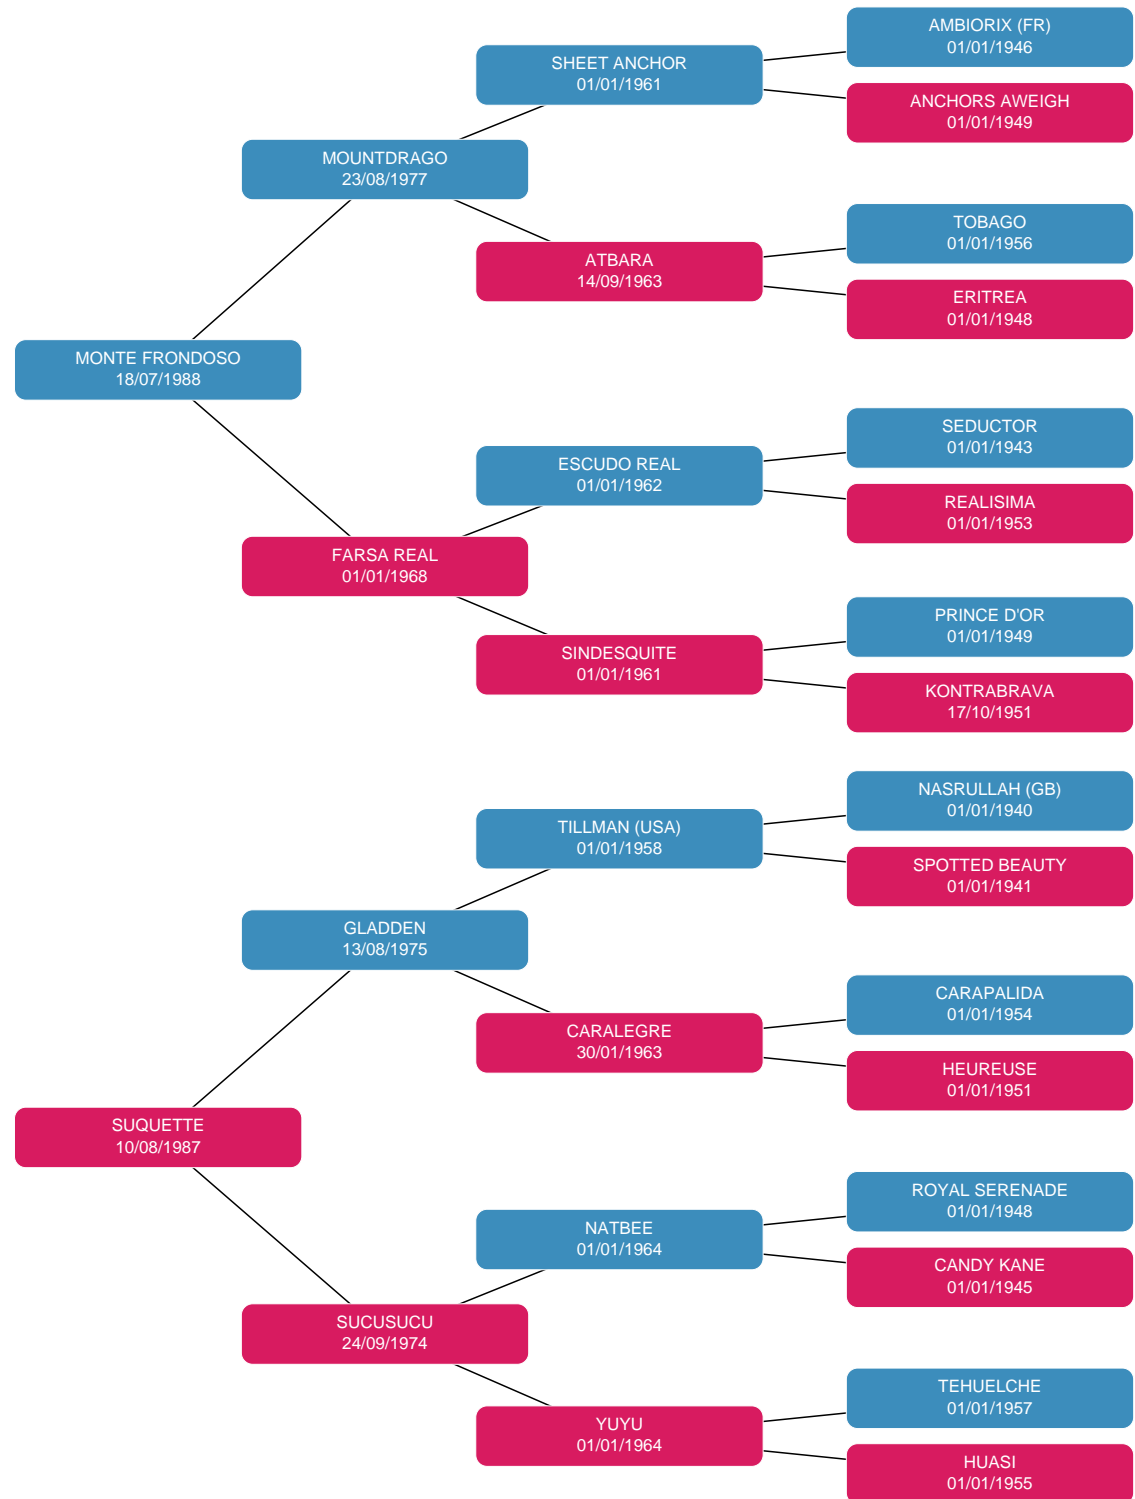 AMBIORIX (FR)
01/01/1946
SHEET ANCHOR
01/01/1961
ANCHORS AWEIGH
01/01/1949
MOUNTDRAGO
23/08/1977
TOBAGO
01/01/1956
ATBARA
14/09/1963
ERITREA
01/01/1948
MONTE FRONDOSO
18/07/1988
SEDUCTOR
01/01/1943
ESCUDO REAL
01/01/1962
REALISIMA
01/01/1953
FARSA REAL
01/01/1968
PRINCE D'OR
01/01/1949
SINDESQUITE
01/01/1961
KONTRABRAVA
17/10/1951
NASRULLAH (GB)
01/01/1940
TILLMAN (USA)
01/01/1958
SPOTTED BEAUTY
01/01/1941
GLADDEN
13/08/1975
CARAPALIDA
01/01/1954
CARALEGRE
30/01/1963
HEUREUSE
01/01/1951
SUQUETTE
10/08/1987
ROYAL SERENADE
01/01/1948
NATBEE
01/01/1964
CANDY KANE
01/01/1945
SUCUSUCU
24/09/1974
TEHUELCHE
01/01/1957
YUYU
01/01/1964
HUASI
01/01/1955